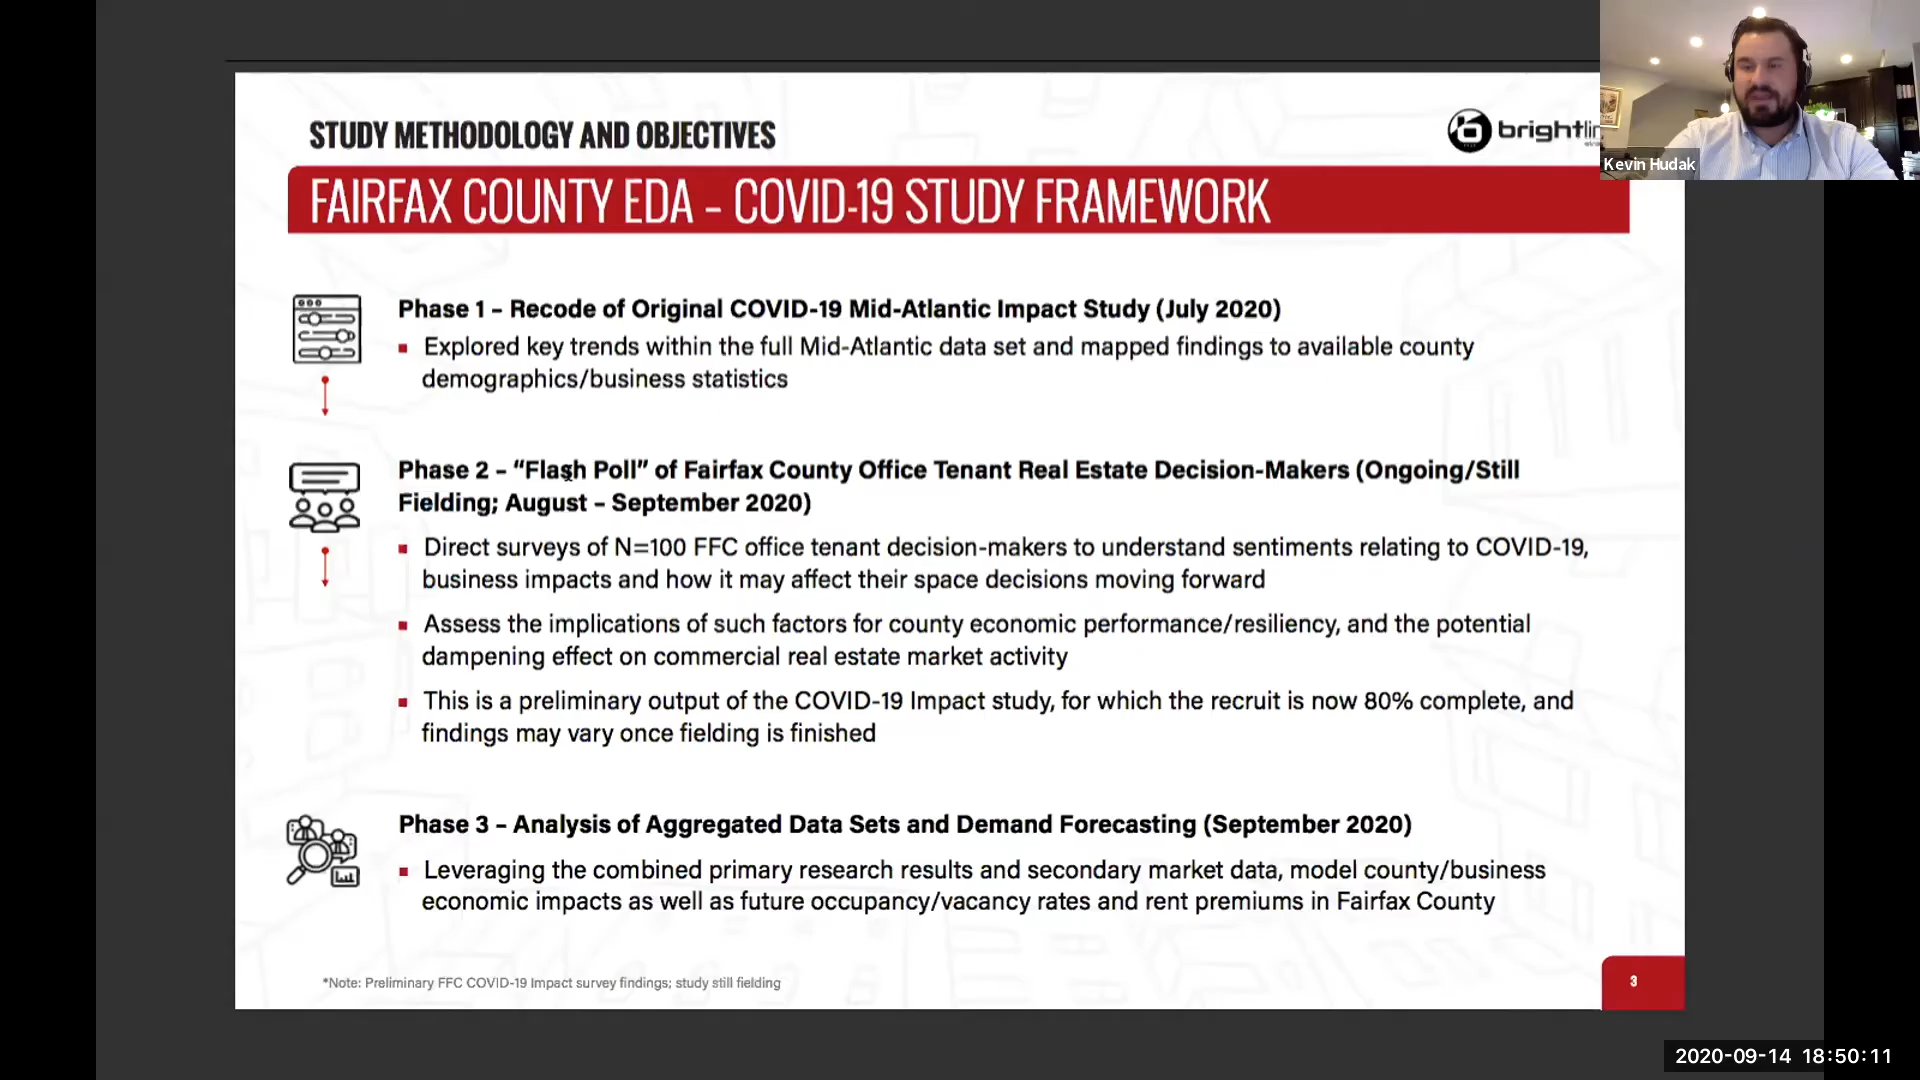 STUDY METHODOLOGY AND OBJECTIVES
brightlin
Kevin Hudak
FAIRFAX COUNTY EDA – COVID-19 STUDY FRAMEWORK
Phase 1 – Recode of Original COVID-19 Mid-Atlantic Impact Study (July 2020)
▪ Explored key trends within the full Mid-Atlantic data set and mapped findings to available county
demographics/business statistics
Phase 2 – “Flash Poll” of Fairfax County Office Tenant Real Estate Decision-Makers (Ongoing/Still
Fielding; August – September 2020)
▪ Direct surveys of N=100 FFC office tenant decision-makers to understand sentiments relating to COVID-19,
business impacts and how it may affect their space decisions moving forward
▪ Assess the implications of such factors for county economic performance/resiliency, and the potential
dampening effect on commercial real estate market activity
▪ This is a preliminary output of the COVID-19 Impact study, for which the recruit is now 80% complete, and
findings may vary once fielding is finished
Phase 3 – Analysis of Aggregated Data Sets and Demand Forecasting (September 2020)
▪ Leveraging the combined primary research results and secondary market data, model county/business
economic impacts as well as future occupancy/vacancy rates and rent premiums in Fairfax County
*Note: Preliminary FFC COVID-19 Impact survey findings; study still fielding
3
2020-09-14 18:50:11